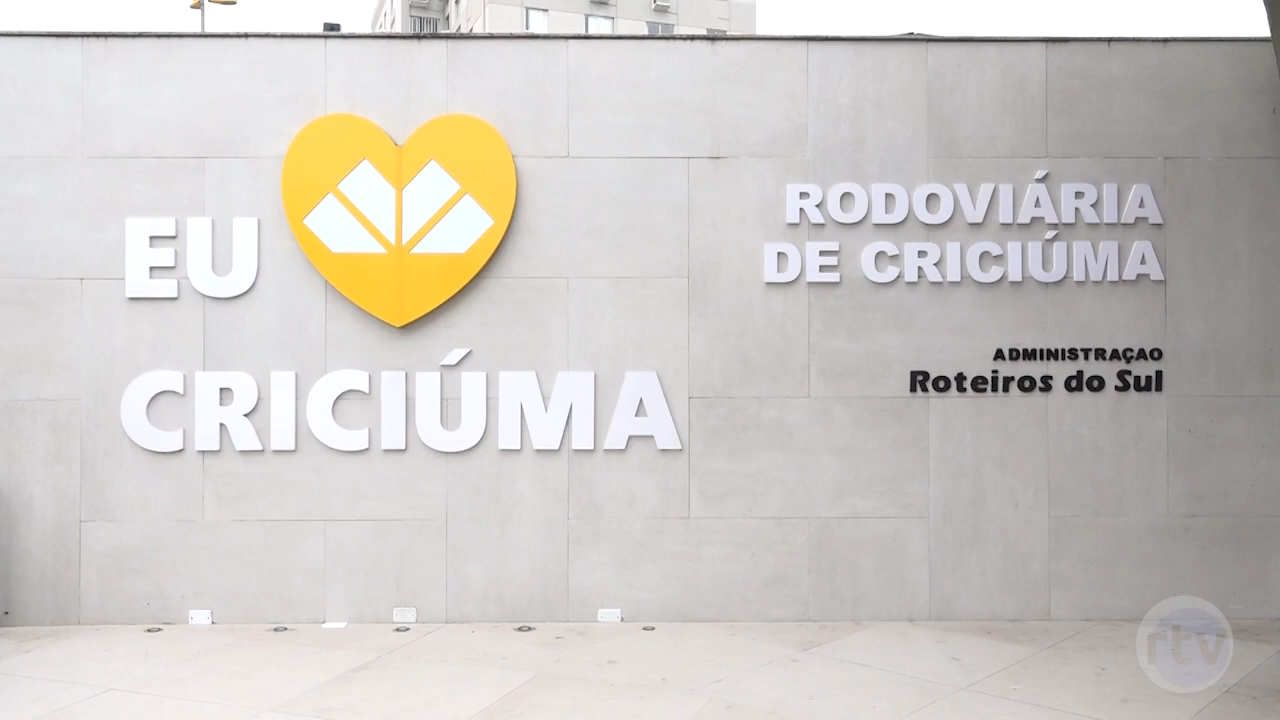 EU
CRICIÚMA
RODOVIÁRIA
DE CRICIÚMA
ADMINISTRAÇAO
Roteiros do Sul
rtv